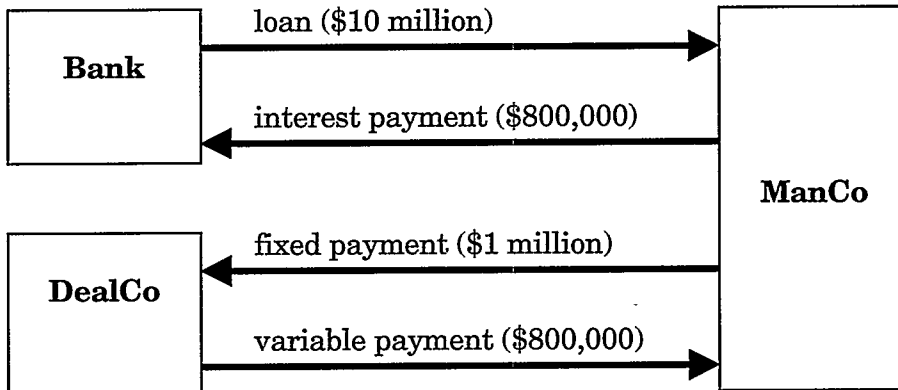 loan ($10 million)
Bank
interest payment ($800,000)
ManCo
fixed payment ($1 million)
DealCo
variable payment ($800,000)